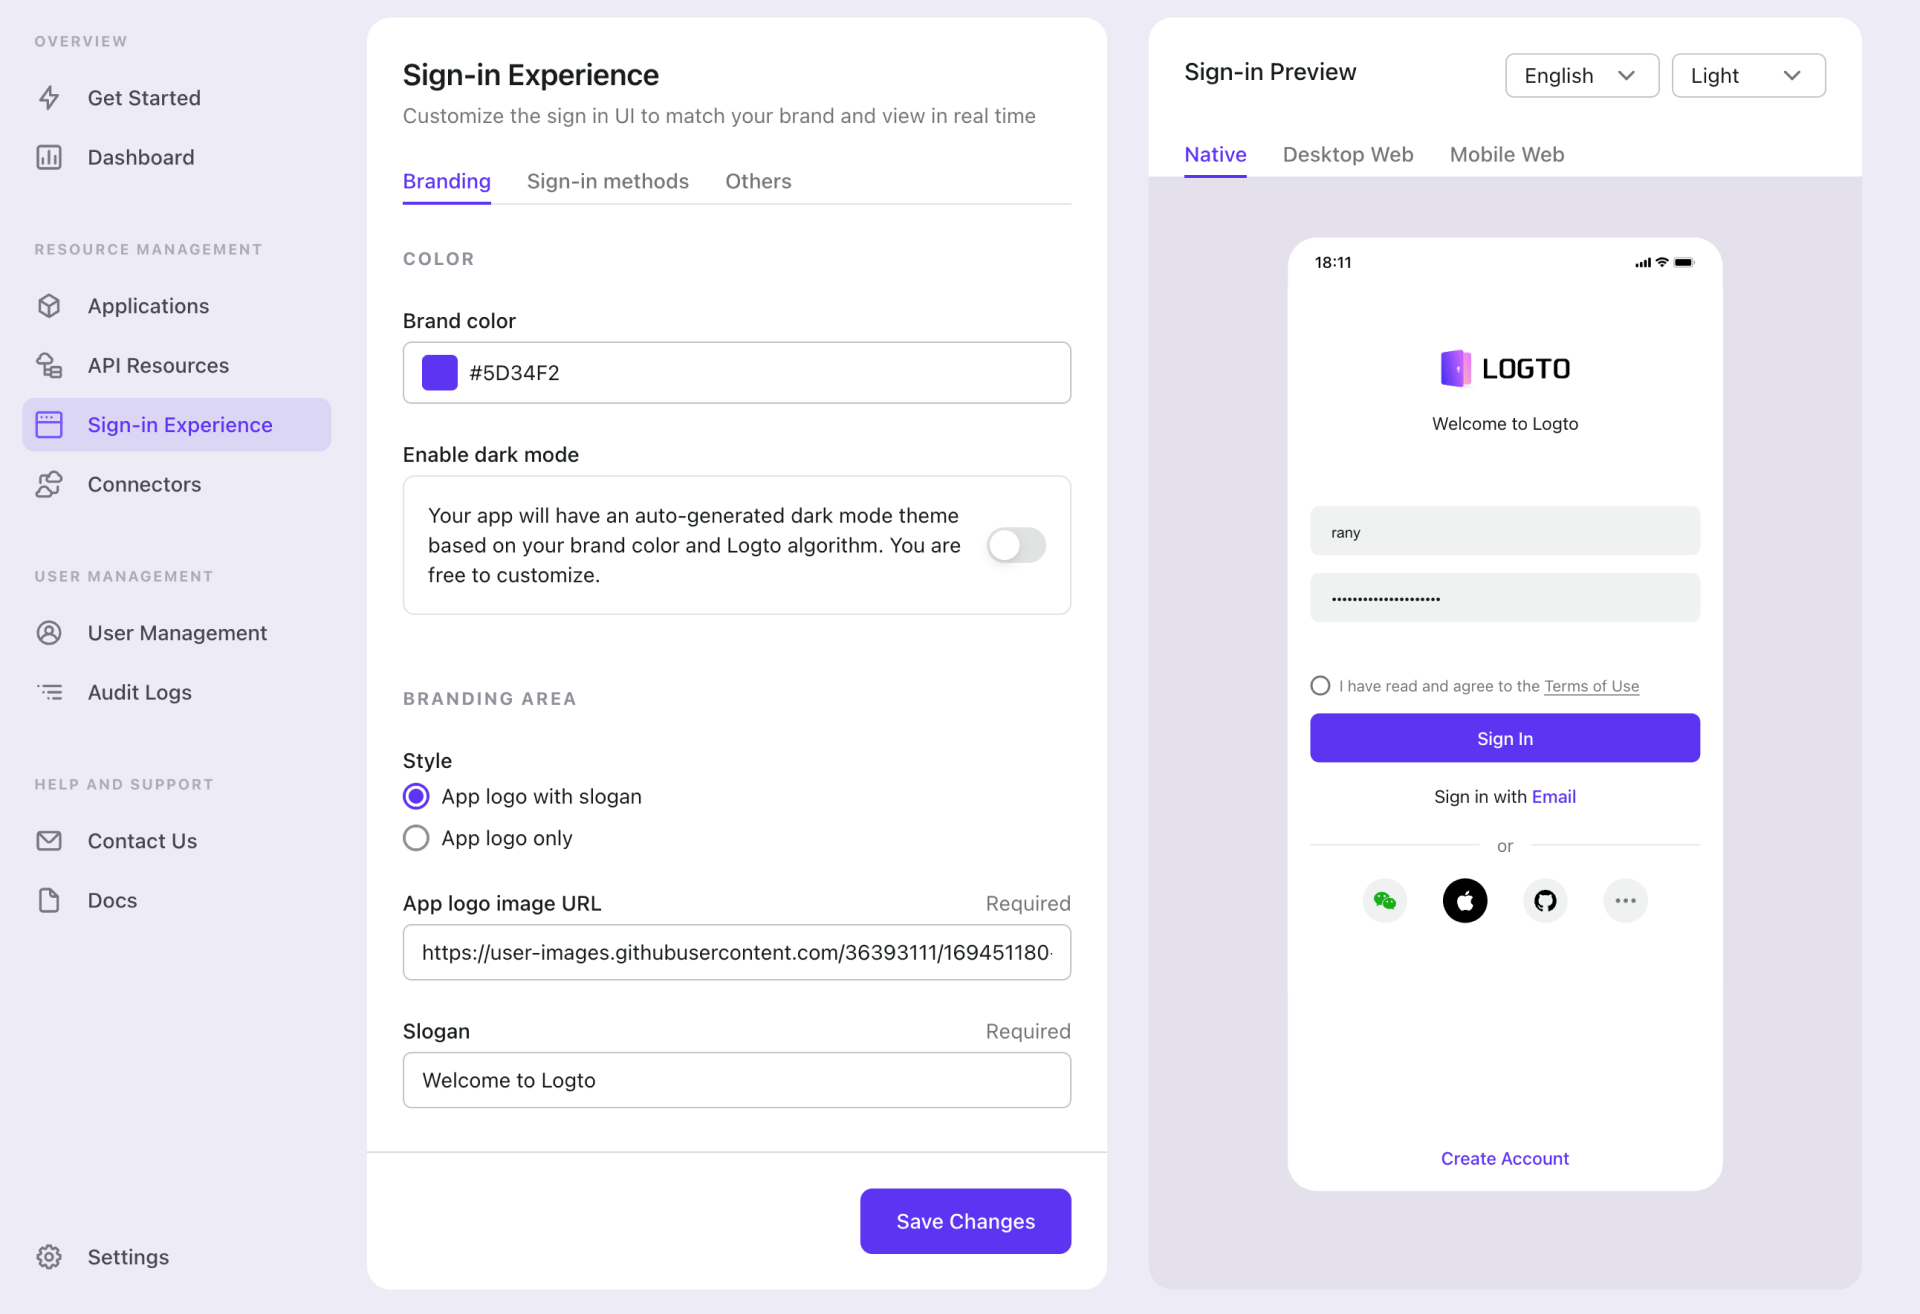 OVERVIEW
Get Started
Dashboard
RESOURCE MANAGEMENT
Applications
API Resources
Sign-in Experience
Connectors
USER MANAGEMENT
User Management
Audit Logs
HELP AND SUPPORT
Contact Us
Docs
Settings
Sign-in Experience
Customize the sign in UI to match your brand and view in real time
Branding Sign-in methods Others
COLOR
Brand color
#5D34F2
Enable dark mode
Your app will have an auto-generated dark mode theme
based on your brand color and Logto algorithm. You are
free to customize.
BRANDING AREA
Style
App logo with slogan
App logo only
App logo image URL Required
https://user-images.githubusercontent.com/36393111/169451180-
Slogan Required
Welcome to Logto
Save Changes
Sign-in Preview
English Light
Native Desktop Web Mobile Web
18:11
LOGTO
Welcome to Logto
rany
•••••••••••••••••••••
I have read and agree to the Terms of Use
Sign In
Sign in with Email
or
Create Account